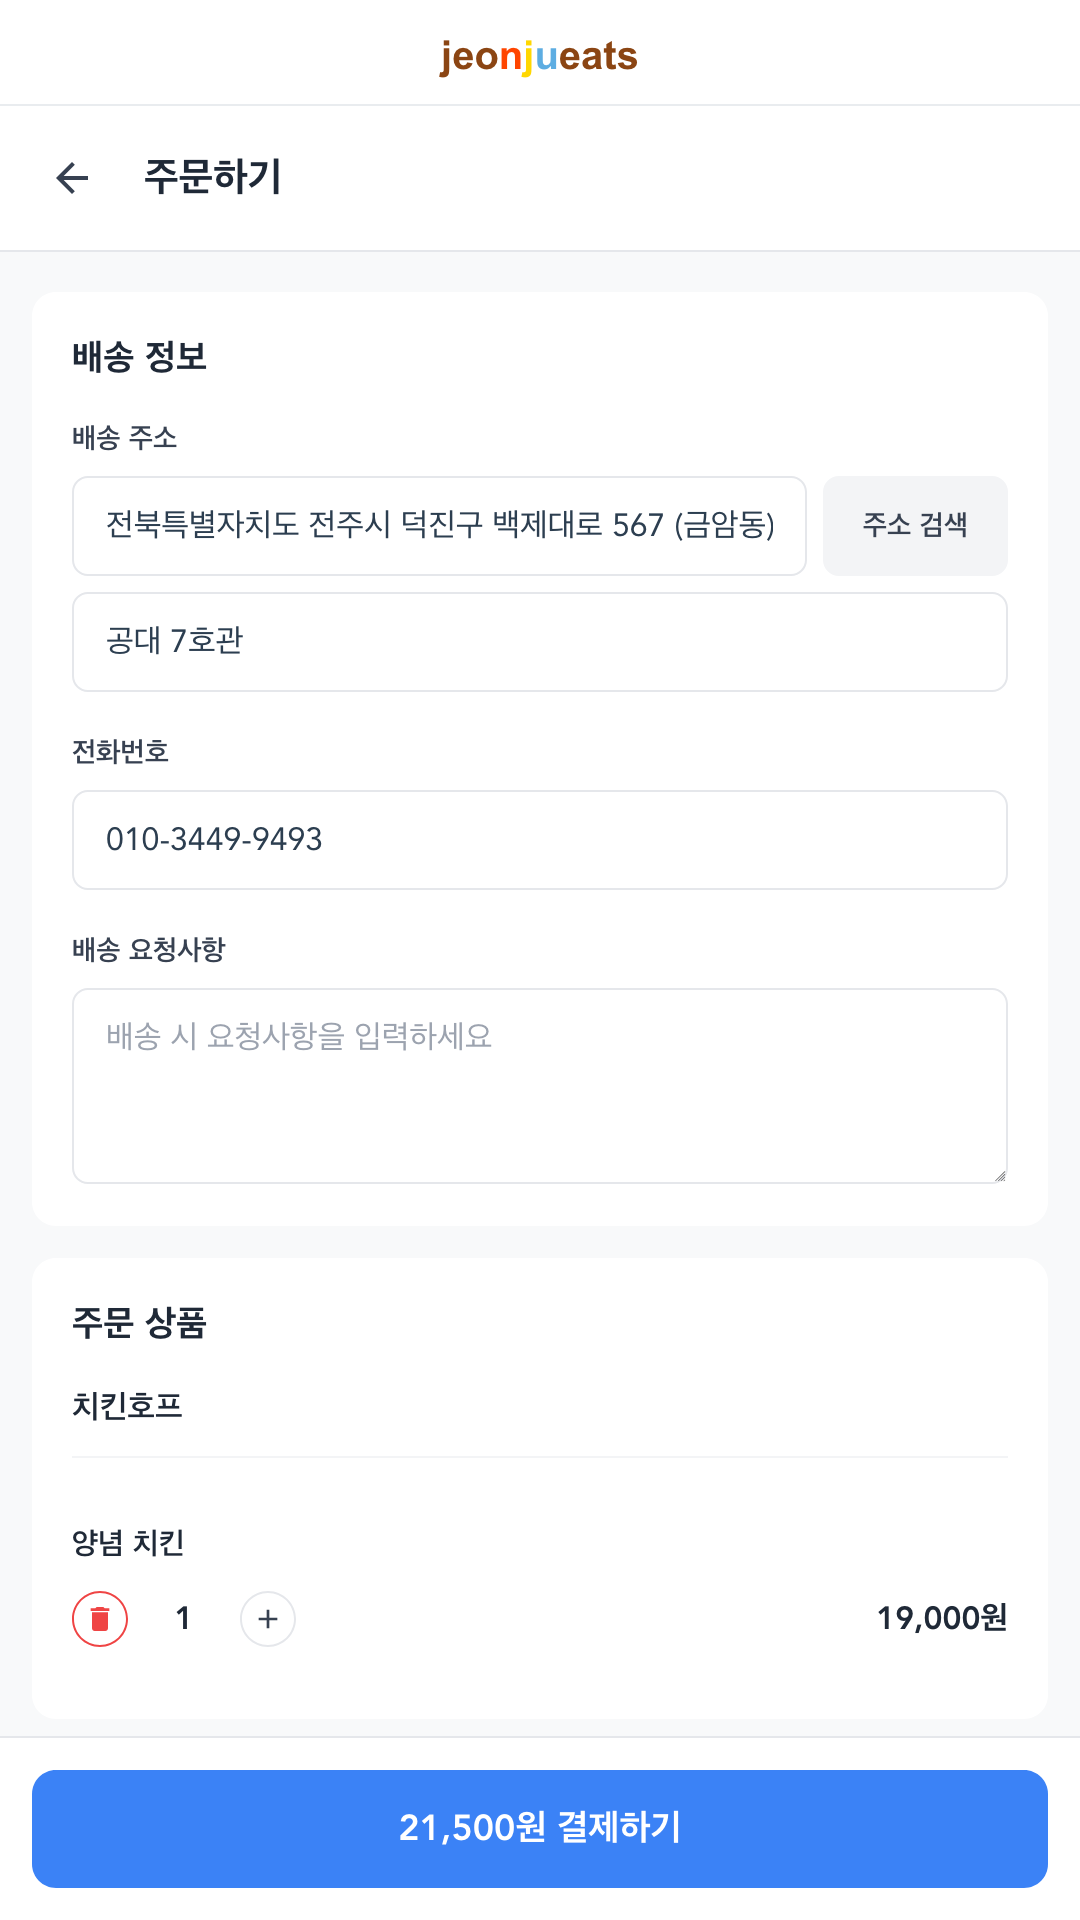 jeonjueats
주문하기
배송 정보
배송 주소
전북특별자치도 전주시 덕진구 백제대로 567 (금암동)
주소 검색
공대 7호관
전화번호
010-3449-9493
배송 요청사항
배송 시 요청사항을 입력하세요
주문 상품
치킨호프
양념 치킨
1
19,000원
21,500원 결제하기